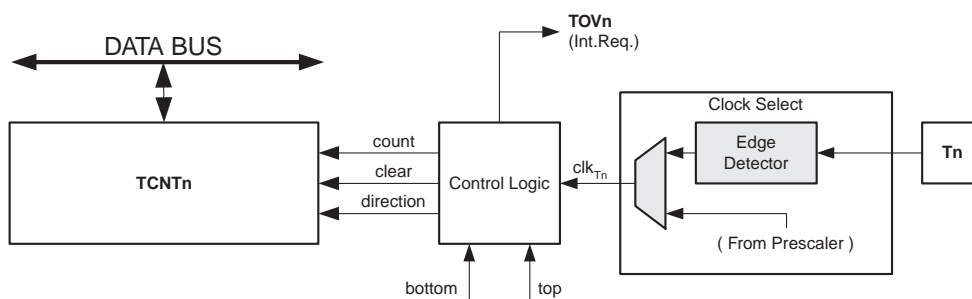 TOVn
(Int.Req.)
DATA BUS
Clock Select
count
Edge
Detector
Tn
TCNTn
clear
Control Logic
clkTn
direction
( From Prescaler )
bottom
top